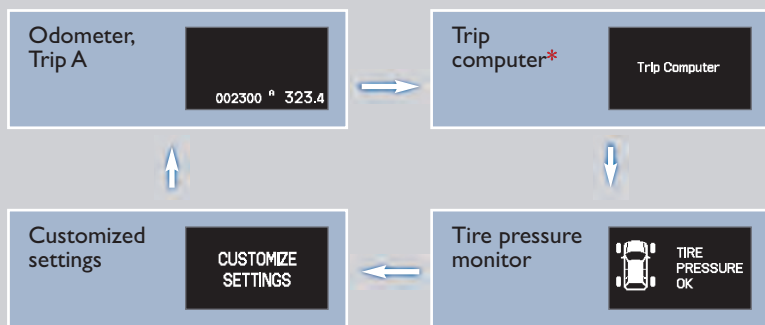 Odometer,
Trip A
002300 A 323.4
Trip
computer*
Trip Computer
Customized
settings
CUSTOMIZE
SETTINGS
Tire pressure
monitor
TIRE
PRESSURE
OK